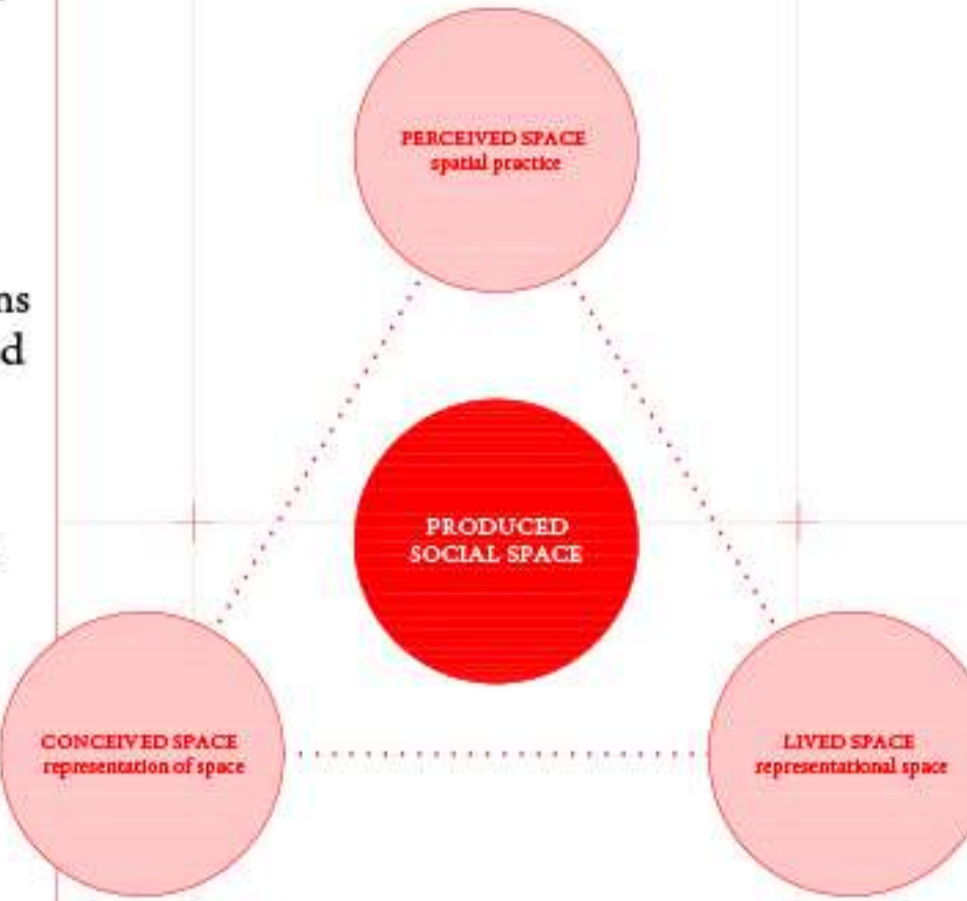 PERCEIVED SPACE
spatial practice
PRODUCED
SOCIAL SPACE
CONCEIVED SPACE
representation of space
LIVED SPACE
representational space